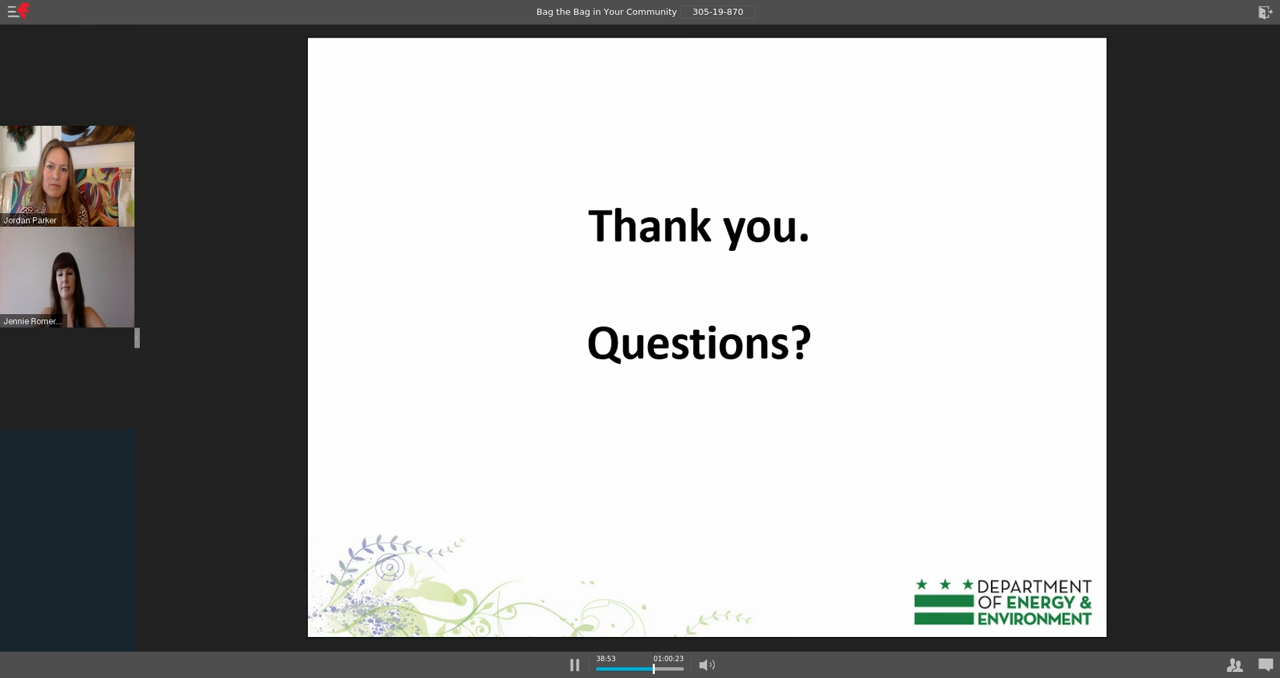 Bag the Bag in Your Community 305-19-870
Jordan Parker
Jennie Romer...
Thank you.
Questions?
DEPARTMENT
OF ENERGY &
ENVIRONMENT
38:53 01:00:23